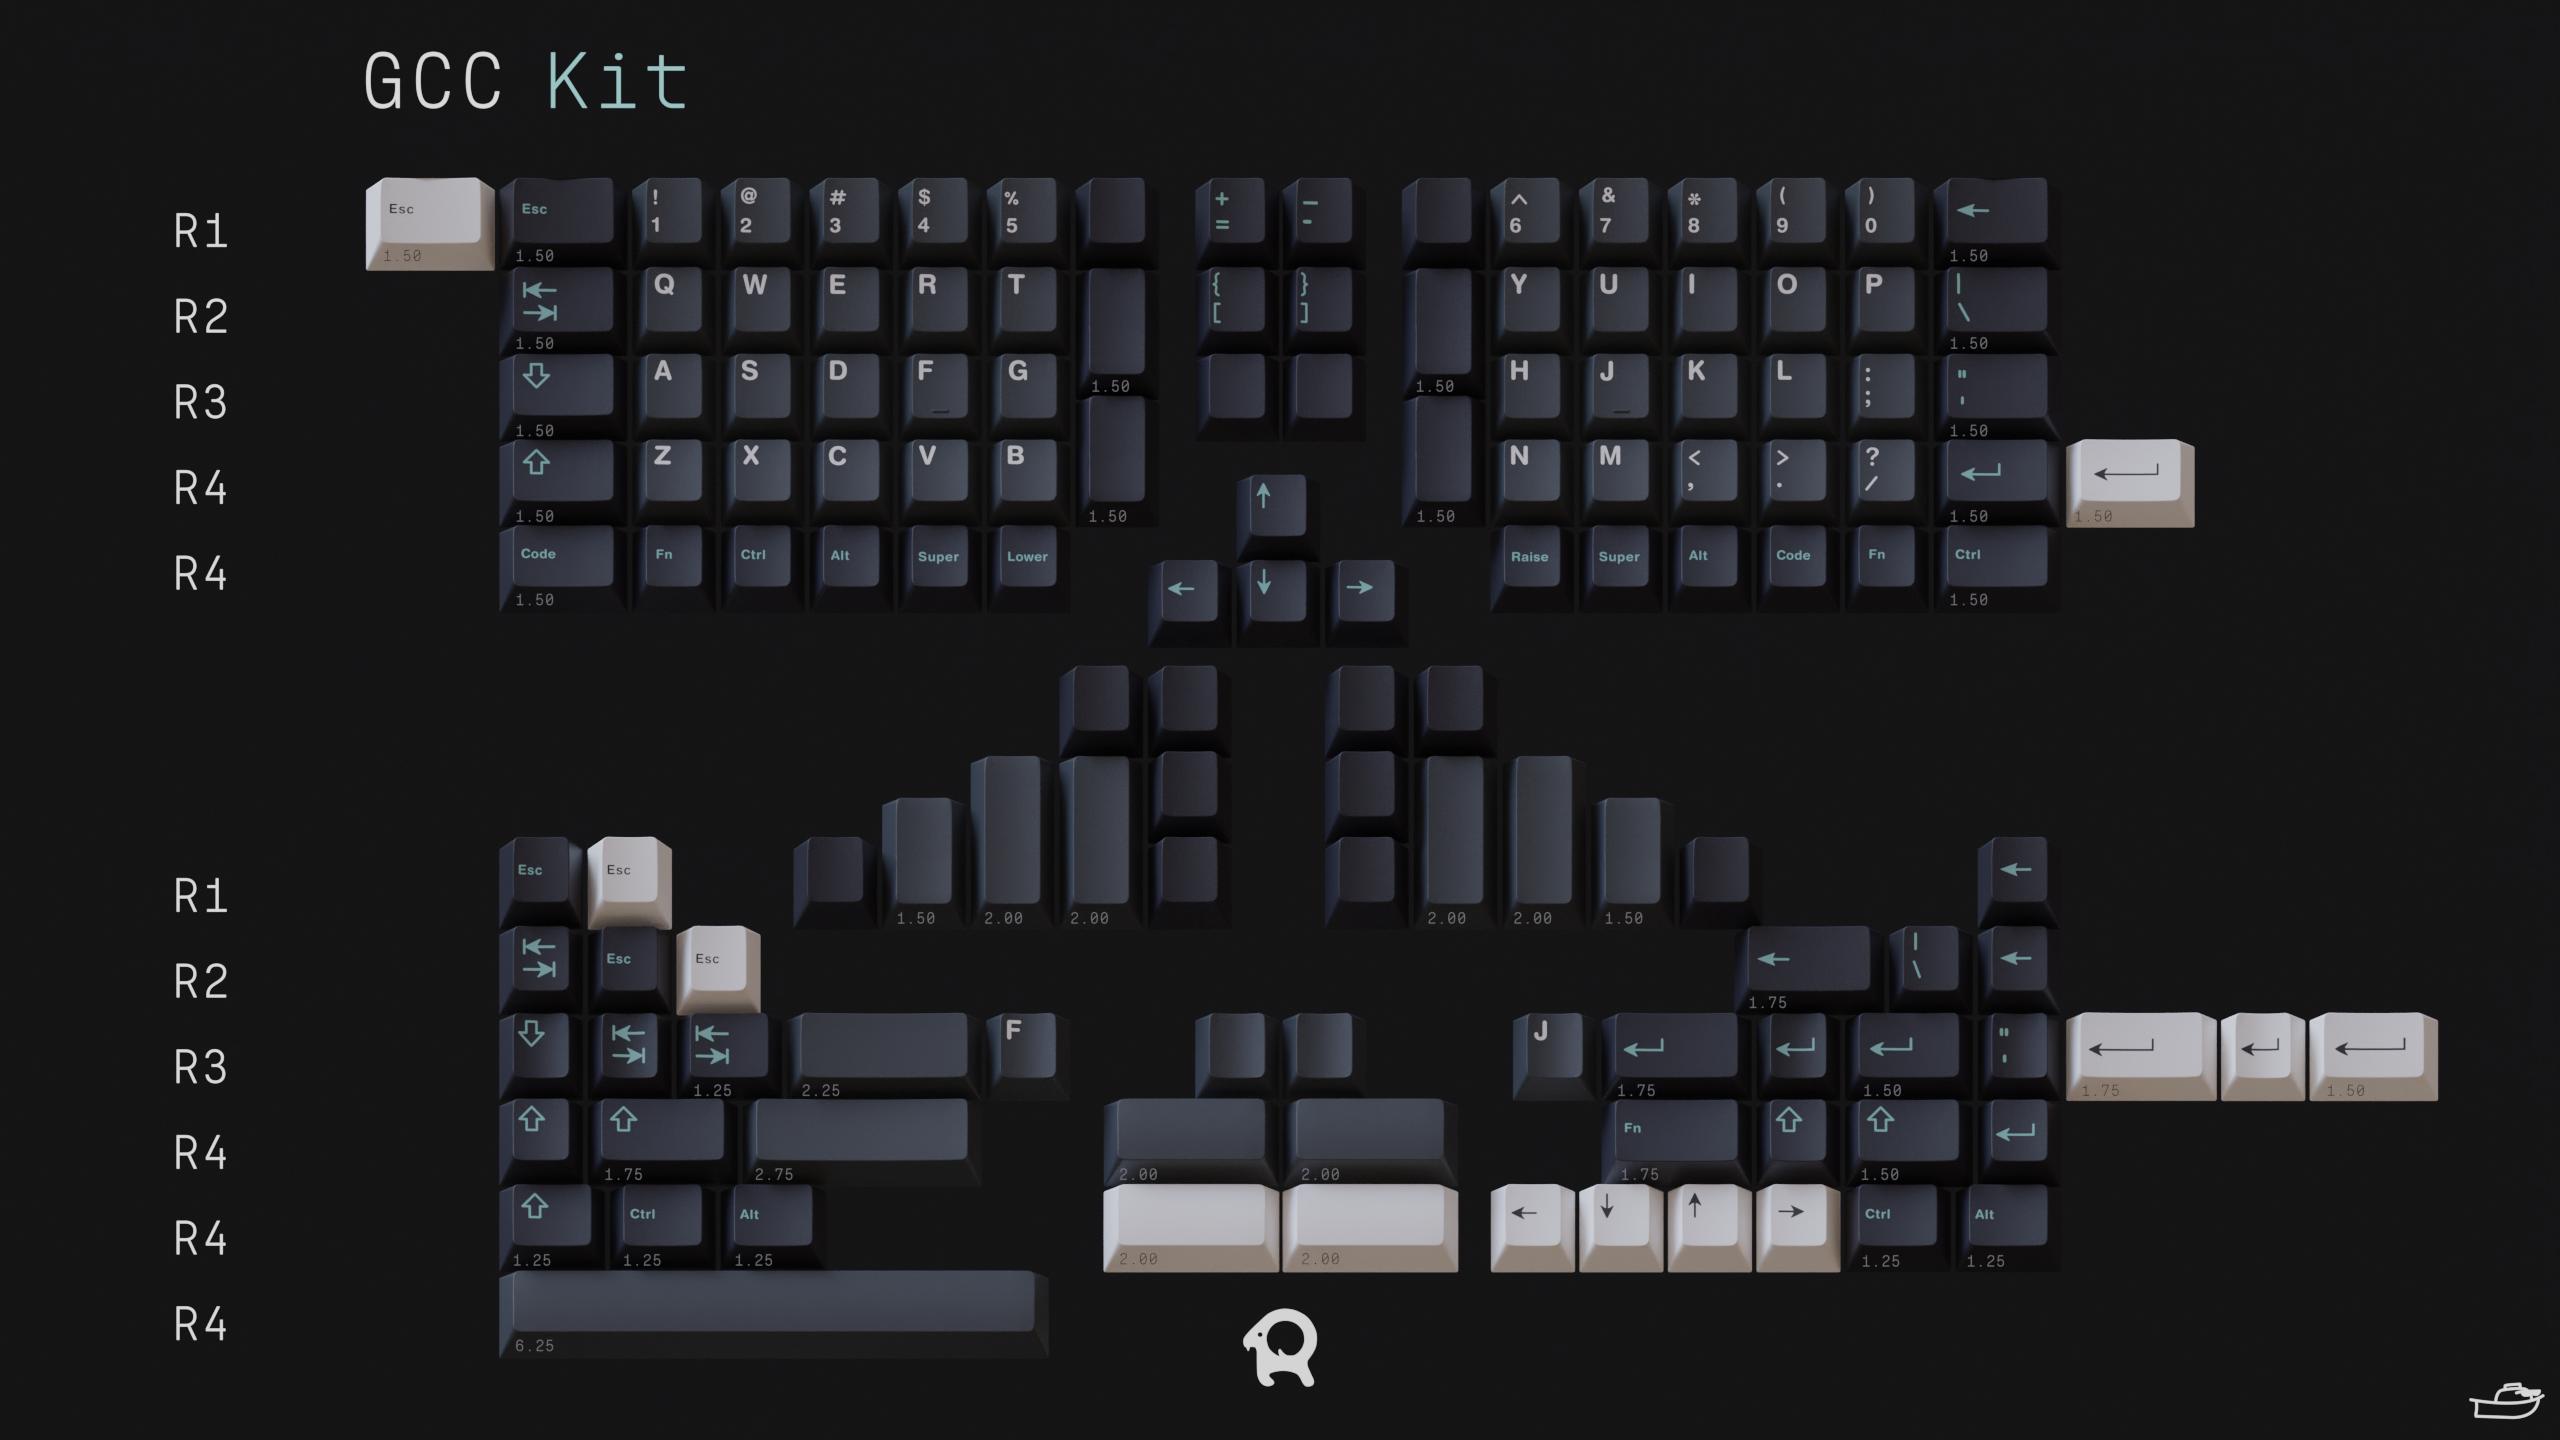 GCC Kit
R1 Esc Esc ! @ # $ % + − ^ & * ( ) ←
1 2 3 4 5 = - 6 7 8 9 0
1.50 1.50 1.50
R2 ⇤ Q W E R T { } Y U I O P |
⇥ [ ] \
1.50 1.50
R3 ⇩ A S D F G 1.50 1.50 H J K L : "
_ _ ; '
1.50 1.50
R4 ⇧ Z X C V B ↑ N M < > ? ↵ ↵
, . /
1.50 1.50 1.50 1.50 1.50
R4 Code Fn Ctrl Alt Super Lower ← ↓ → Raise Super Alt Code Fn Ctrl
1.50 1.50
R1 Esc Esc ←
1.50 2.00 2.00 2.00 2.00 1.50
R2 ⇤ Esc Esc ← | ←
⇥ \
1.75
R3 ⇩ ⇤ ⇤ F J ↵ ↵ ↵ " ↵ ↵ ↵
⇥ ⇥ '
1.25 2.25 1.75 1.50 1.75 1.50
R4 ⇧ ⇧ Fn ⇧ ⇧ ↵
1.75 2.75 2.00 2.00 1.75 1.50
R4 ⇧ Ctrl Alt ← ↓ ↑ → Ctrl Alt
1.25 1.25 1.25 2.00 2.00 1.25 1.25
R4
6.25